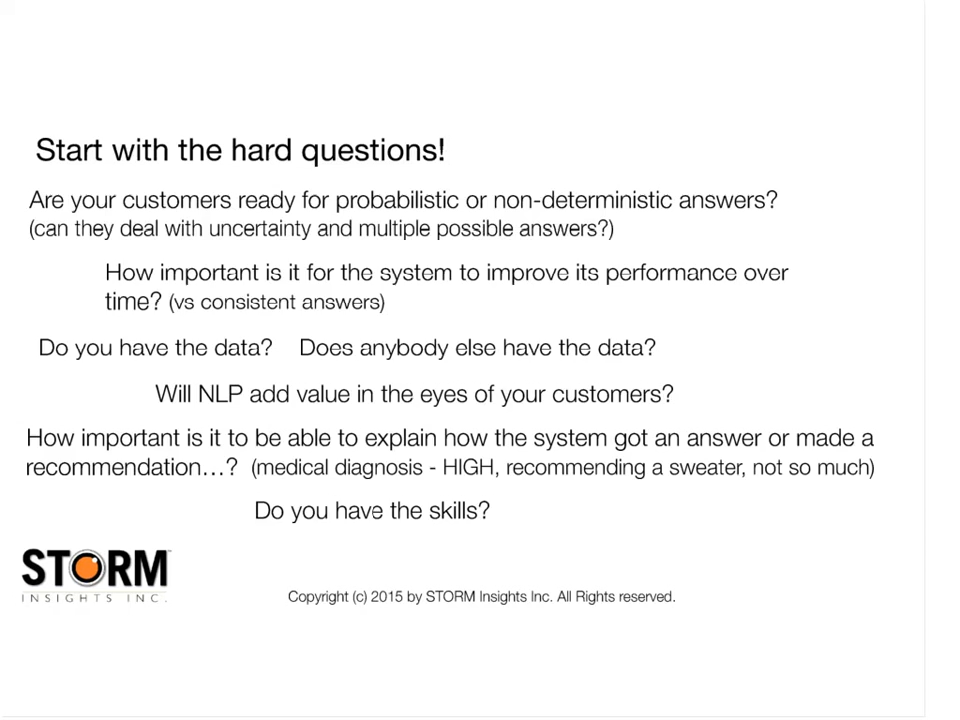 Start with the hard questions!
Are your customers ready for probabilistic or non-deterministic answers?
(can they deal with uncertainty and multiple possible answers?)
How important is it for the system to improve its performance over
time? (vs consistent answers)
Do you have the data? Does anybody else have the data?
Will NLP add value in the eyes of your customers?
How important is it to be able to explain how the system got an answer or made a
recommendation…? (medical diagnosis - HIGH, recommending a sweater, not so much)
Do you have the skills?
STORM™
INSIGHTS INC.
Copyright (c) 2015 by STORM Insights Inc. All Rights reserved.